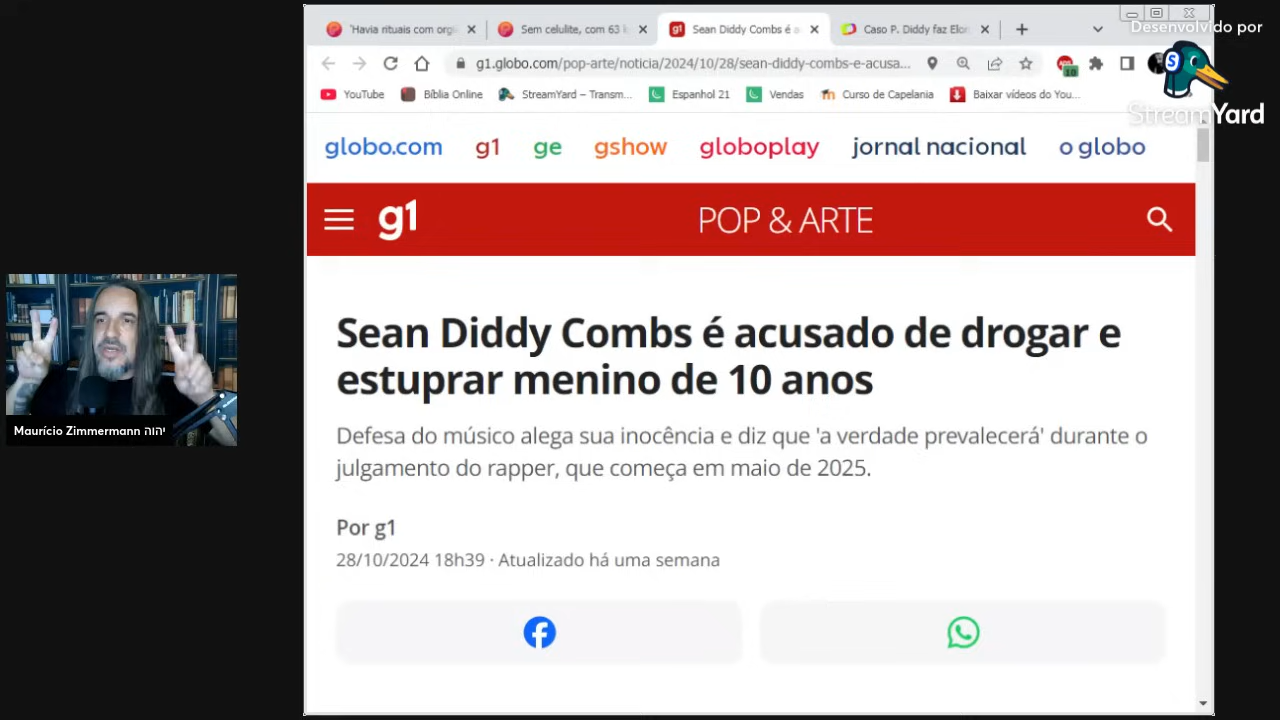 'Havia rituais com orgi
Sem celulite, com 63
Sean Diddy Combs é a
Caso P. Diddy faz Elon
Desenvolvido por
StreamYard
g1.globo.com/pop-arte/noticia/2024/10/28/sean-diddy-combs-e-acusa...
10
YouTube
Bíblia Online
StreamYard – Transm...
Espanhol 21
Vendas
Curso de Capelania
Baixar vídeos do You...
globo.com
g1
ge
gshow
globoplay
jornal nacional
o globo
g1
POP & ARTE
Sean Diddy Combs é acusado de drogar e
estuprar menino de 10 anos
Defesa do músico alega sua inocência e diz que 'a verdade prevalecerá' durante o
julgamento do rapper, que começa em maio de 2025.
Por g1
28/10/2024 18h39 · Atualizado há uma semana
Maurício Zimmermann יהוה